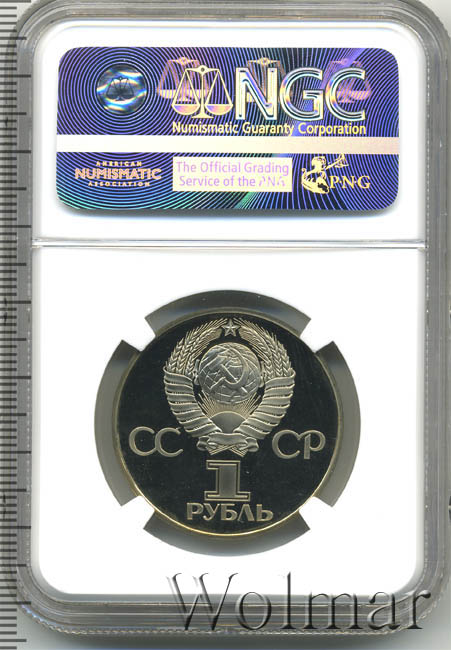 NGC
Numismatic Guaranty Corporation
AMERICAN
NUMISMATIC
ASSOCIATION
The Official Grading
Service of the PNG
PNG
СС СР
1
РУБЛЬ
Wolmar